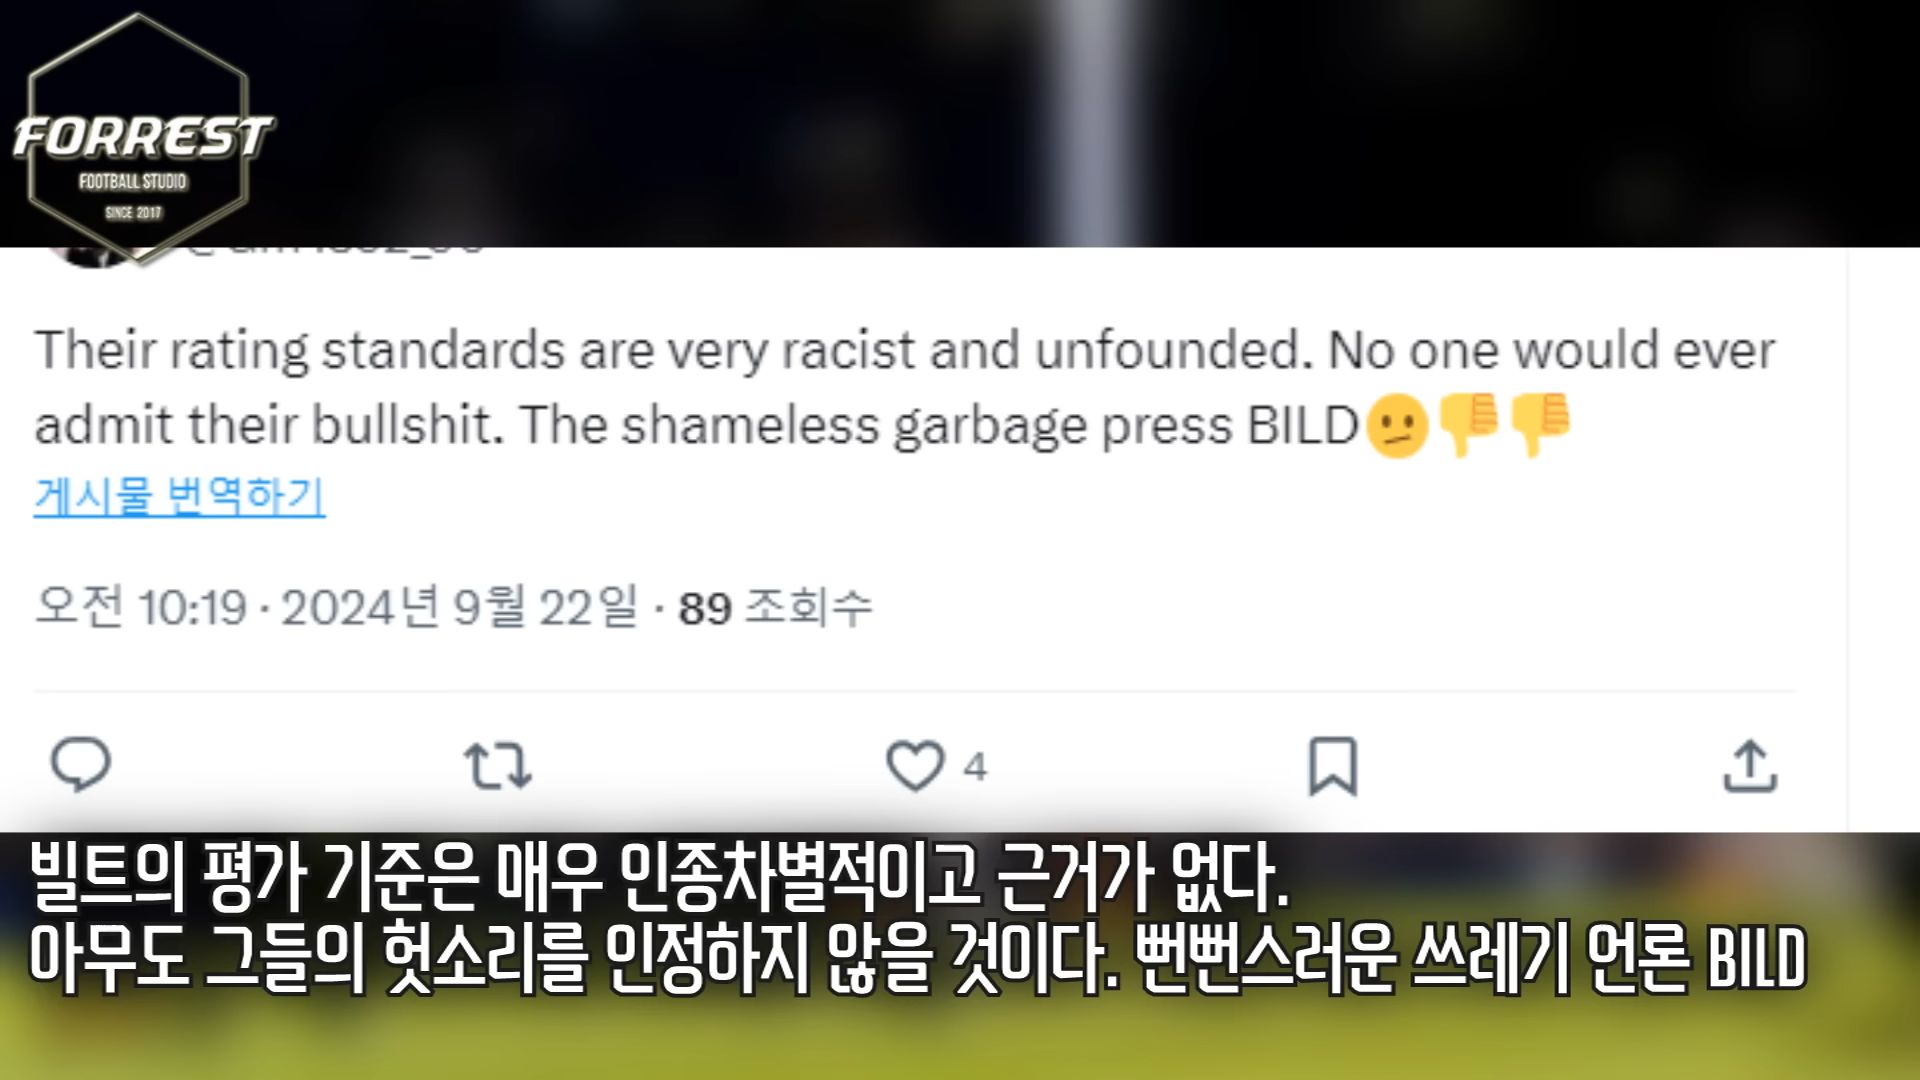 FORREST
FOOTBALL STUDIO
SINCE 2017
Their rating standards are very racist and unfounded. No one would ever
admit their bullshit. The shameless garbage press BILD🫤👎👎
게시물 번역하기
오전 10:19 · 2024년 9월 22일 · 89 조회수
4
빌트의 평가 기준은 매우 인종차별적이고 근거가 없다.
아무도 그들의 헛소리를 인정하지 않을 것이다. 뻔뻔스러운 쓰레기 언론 BILD